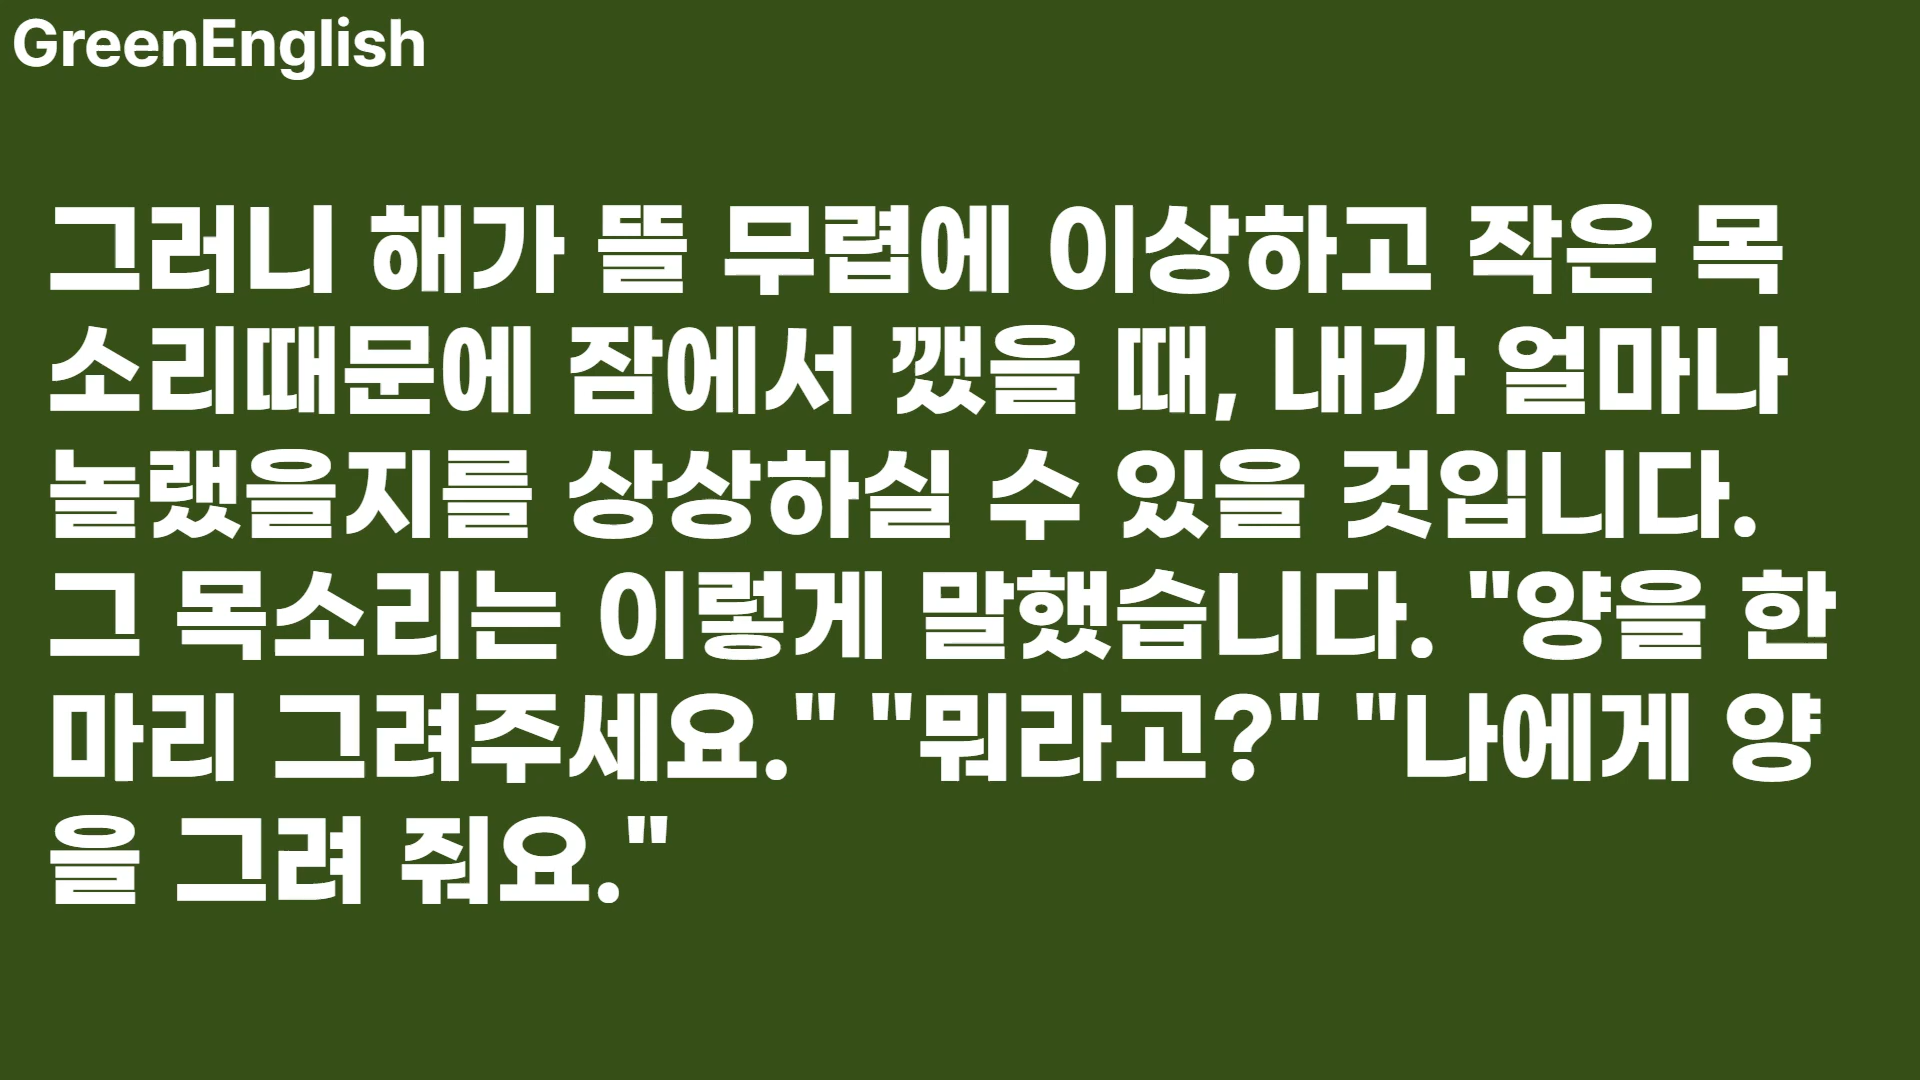 GreenEnglish
그러니 해가 뜰 무렵에 이상하고 작은 목
소리때문에 잠에서 깼을 때, 내가 얼마나
놀랬을지를 상상하실 수 있을 것입니다.
그 목소리는 이렇게 말했습니다. "양을 한
마리 그려주세요." "뭐라고?" "나에게 양
을 그려 줘요."